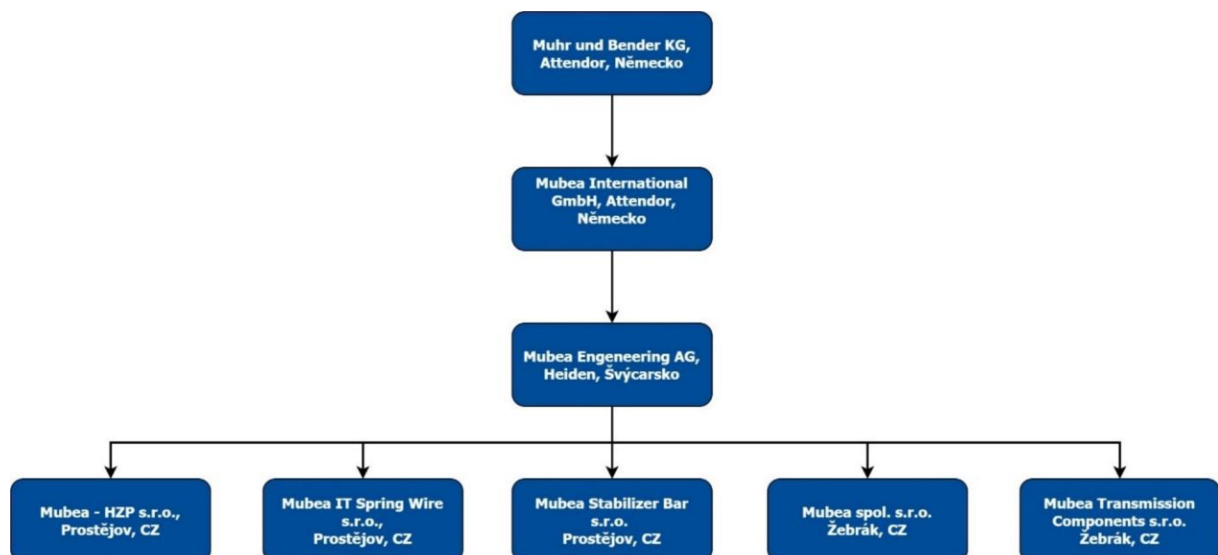 Muhr und Bender KG,
Attendor, Německo
Mubea International
GmbH, Attendor,
Německo
Mubea Engeneering AG,
Heiden, Švýcarsko
Mubea - HZP s.r.o.,
Prostějov, CZ
Mubea IT Spring Wire
s.r.o.,
Prostějov, CZ
Mubea Stabilizer Bar
s.r.o.
Prostějov, CZ
Mubea spol. s.r.o.
Žebrák, CZ
Mubea Transmission
Components s.r.o.
Žebrák, CZ